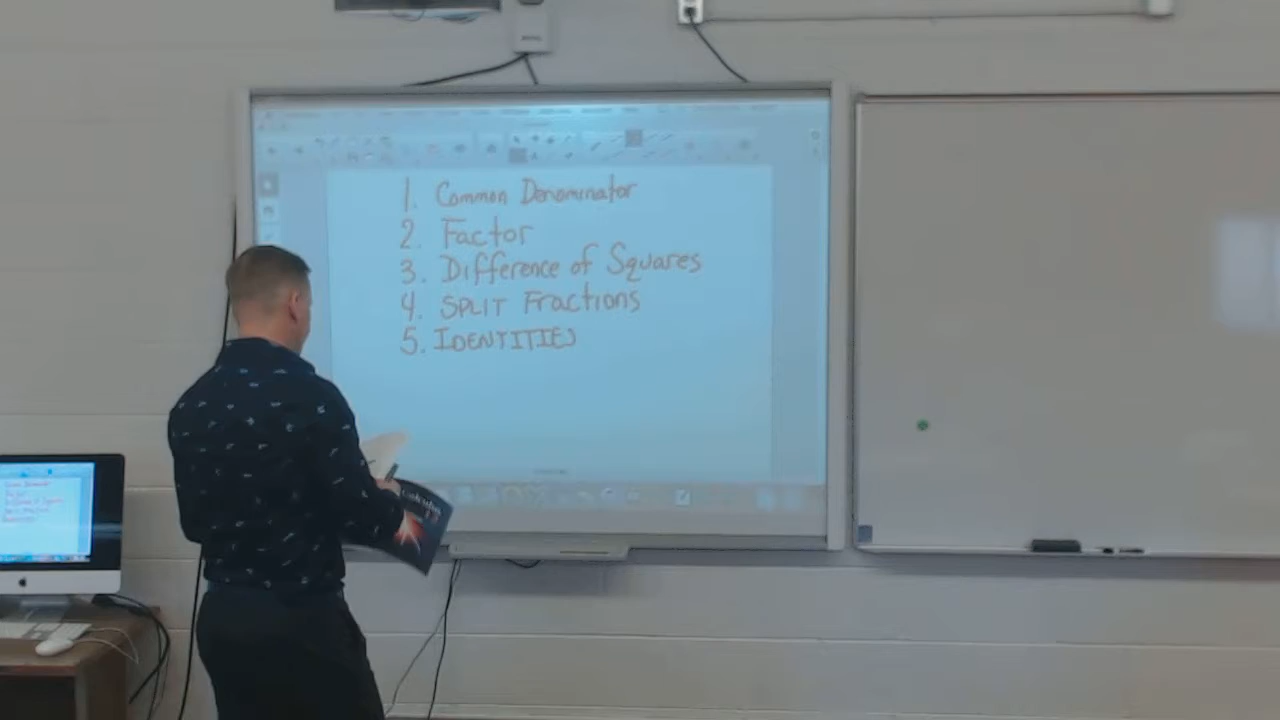 1. Common Denominator
2. Factor
3. Difference of Squares
4. SPLIT Fractions
5. IDENTITIES